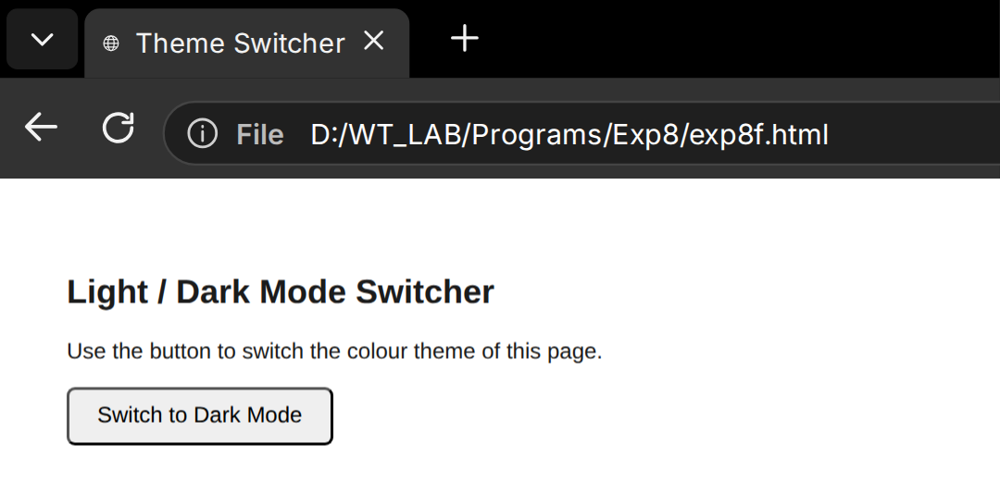 Theme Switcher
File D:/WT_LAB/Programs/Exp8/exp8f.html
Light / Dark Mode Switcher
Use the button to switch the colour theme of this page.
Switch to Dark Mode